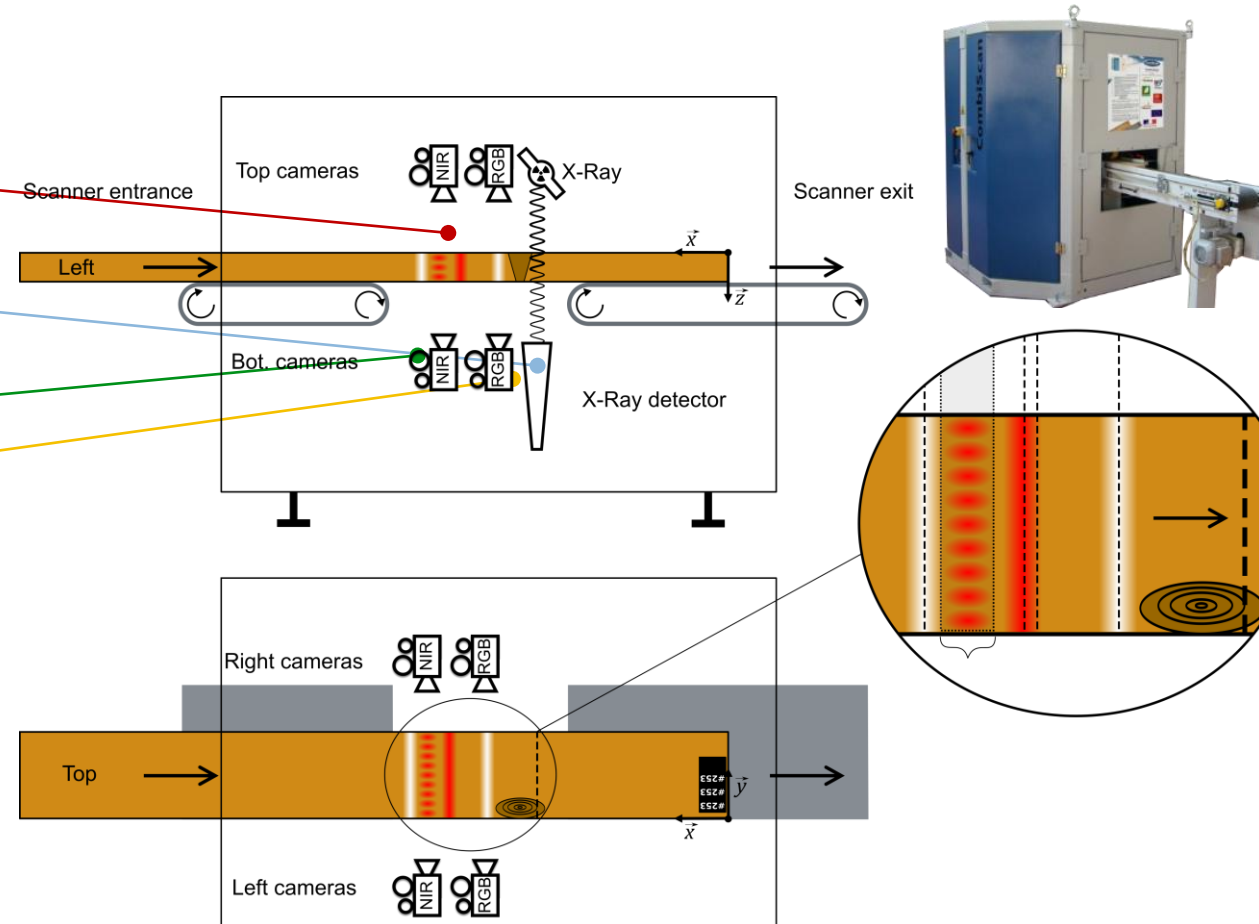 CombiScan
Top cameras
NIR
RGB
X-Ray
Scanner entrance
Scanner exit
Left
x
z
Bot. cameras
NIR
RGB
X-Ray detector
Right cameras
NIR
RGB
Top
#253
#253
#253
y
x
Left cameras
NIR
RGB